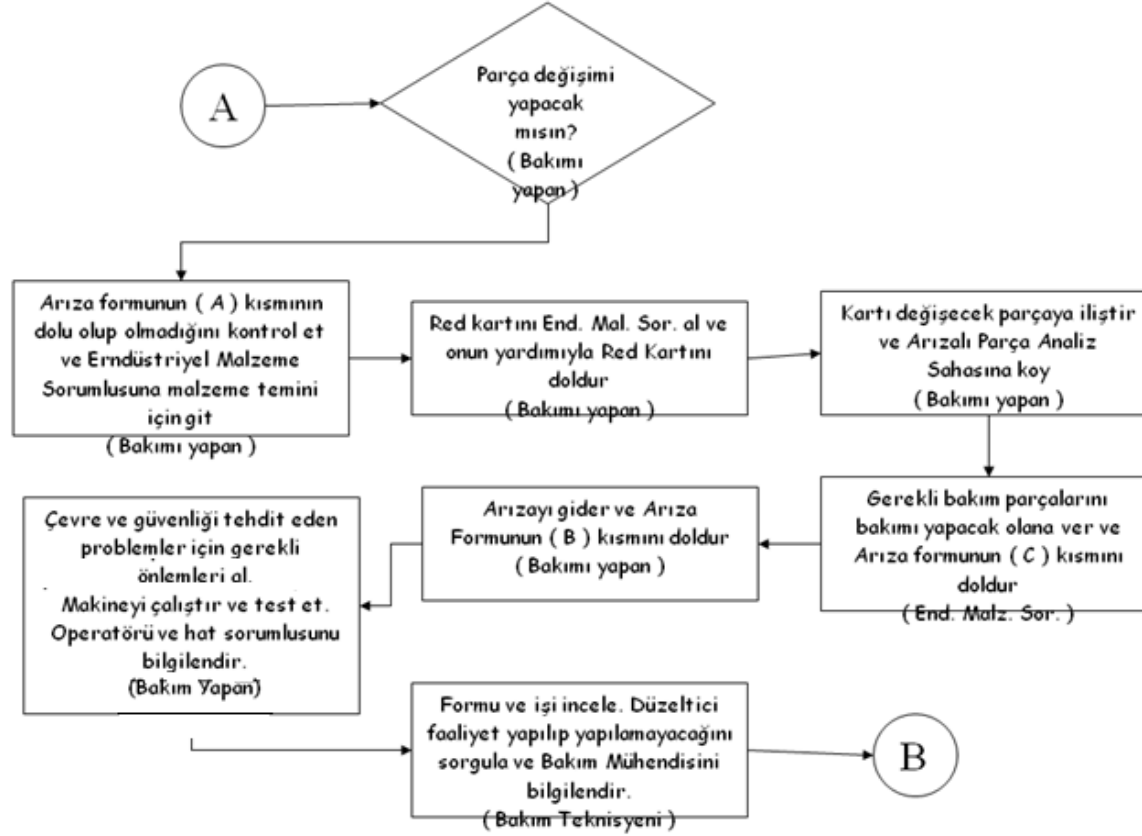 A
Parça değişimi
yapacak
mısın?
( Bakımı
yapan )
Arıza formunun ( A ) kısmının
dolu olup olmadığını kontrol et
ve Erndüstriyel Malzeme
Sorumlusuna malzeme temini
için git
( Bakımı yapan )
Red kartını End. Mal. Sor. al ve
onun yardımıyla Red Kartını
doldur
( Bakımı yapan )
Kartı değişecek parçaya iliştir
ve Arızalı Parça Analiz
Sahasına koy
( Bakımı yapan )
Gerekli bakım parçalarını
bakımı yapacak olana ver ve
Arıza formunun ( C ) kısmını
doldur
( End. Malz. Sor. )
Arızayı gider ve Arıza
Formunun ( B ) kısmını doldur
( Bakımı yapan )
Çevre ve güvenliği tehdit eden
problemler için gerekli
önlemleri al.
Makineyi çalıştır ve test et.
Operatörü ve hat sorumlusunu
bilgilendir.
(Bakım Yapan)
Formu ve işi incele. Düzeltici
faaliyet yapılıp yapılamayacağını
sorgula ve Bakım Mühendisini
bilgilendir.
( Bakım Teknisyeni )
B